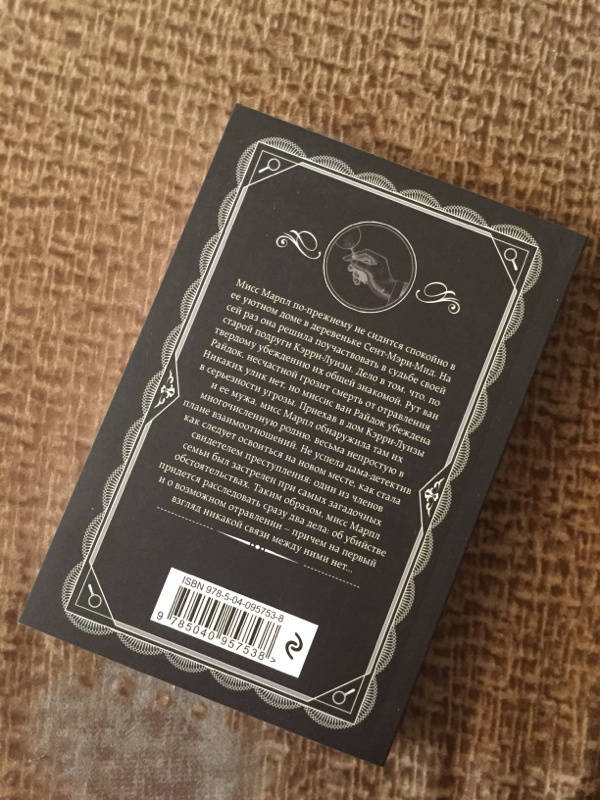 Мисс Марпл по-прежнему не сидится спокойно в
ее уютном доме в деревеньке Сент-Мэри-Мид. На
сей раз она решила поучаствовать в судьбе своей
старой подруги Кэрри-Луизы. Дело в том, что, по
твердому убеждению их общей знакомой, Рут ван
Райдок, несчастной грозит смерть от отравления.
Никаких улик нет, но миссис ван Райдок убеждена
в серьезности угрозы. Приехав в дом Кэрри-Луизы
и ее мужа, мисс Марпл обнаружила там их
многочисленную родню, весьма непростую в
плане взаимоотношений. Не успела дама-детектив
как следует освоиться на новом месте, как стала
свидетелем преступления: один из членов
семьи был застрелен при самых загадочных
обстоятельствах. Таким образом, мисс Марпл
придется расследовать сразу два дела: об убийстве
и о возможном отравлении – причем на первый
взгляд никакой связи между ними нет...
ISBN 978-5-04-095753-8
9 785040 957538 >